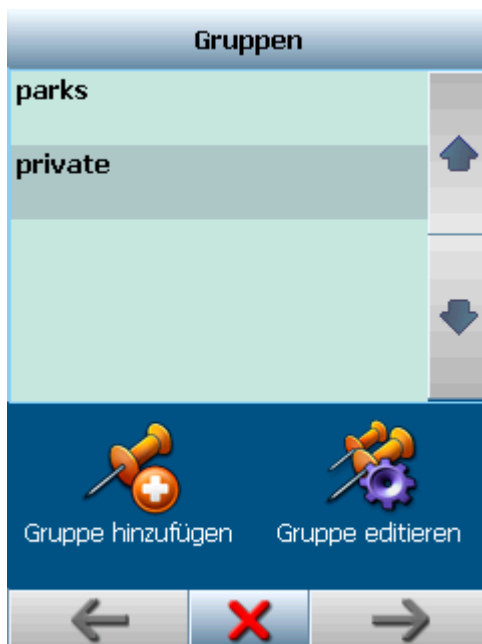 Gruppen
parks
private
Gruppe hinzufügen
Gruppe editieren